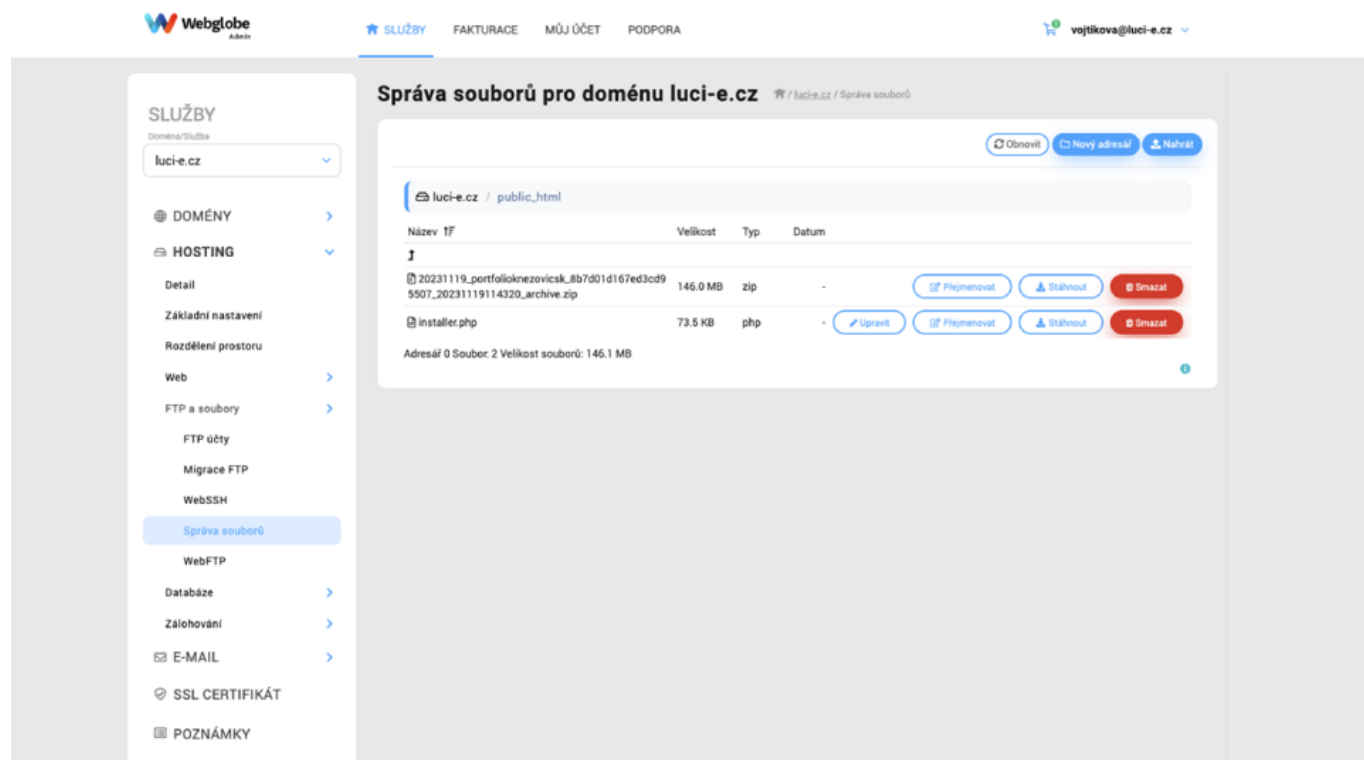 Webglobe
Admin
SLUŽBY FAKTURACE MŮJ ÚČET PODPORA
0
vojtikova@luci-e.cz
SLUŽBY
Doména/Služba
luci-e.cz
DOMÉNY
HOSTING
Detail
Základní nastavení
Rozdělení prostoru
Web
FTP a soubory
FTP účty
Migrace FTP
WebSSH
Správa souborů
WebFTP
Databáze
Zálohování
E-MAIL
SSL CERTIFIKÁT
POZNÁMKY
Správa souborů pro doménu luci-e.cz / luci-e.cz / Správa souborů
Obnovit Nový adresář Nahrát
luci-e.cz / public_html
Název Velikost Typ Datum
20231119_portfolioknezovicsk_8b7d01d167ed3cd9 146.0 MB zip - Přejmenovat Stáhnout Smazat
5507_20231119114320_archive.zip
installer.php 73.5 KB php - Upravit Přejmenovat Stáhnout Smazat
Adresář 0 Soubor: 2 Velikost souborů: 146.1 MB